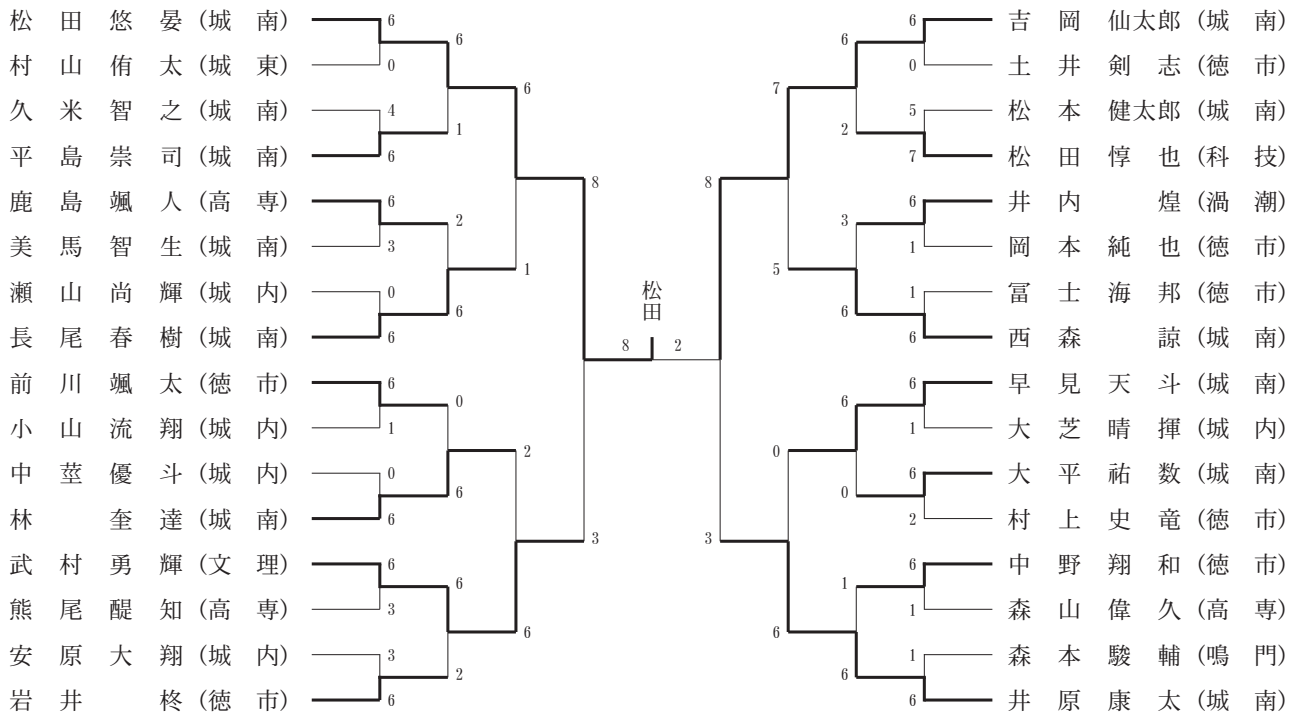 松田悠晏(城南) 6 6 吉岡仙太郎(城南)
6 6
村山侑太(城東) 0 0 土井剣志(徳市)
6 7
久米智之(城南) 4 5 松本健太郎(城南)
1 2
平島崇司(城南) 6 7 松田惇也(科技)
8 8
鹿島颯人(高専) 6 6 井内煌(渦潮)
2 3
美馬智生(城南) 3 1 岡本純也(徳市)
1 5
瀬山尚輝(城内) 0 1 冨士海邦(徳市)
6 6
長尾春樹(城南) 6 6 西森諒(城南)
松田
8 2
前川颯太(徳市) 6 6 早見天斗(城南)
0 6
小山流翔(城内) 1 1 大芝晴揮(城内)
2 0
中莖優斗(城内) 0 6 大平祐数(城南)
6 0
林奎達(城南) 6 2 村上史竜(徳市)
3 3
武村勇輝(文理) 6 6 中野翔和(徳市)
6 1
熊尾醍知(高専) 3 1 森山偉久(高専)
6 6
安原大翔(城内) 3 1 森本駿輔(鳴門)
2 6
岩井柊(徳市) 6 6 井原康太(城南)